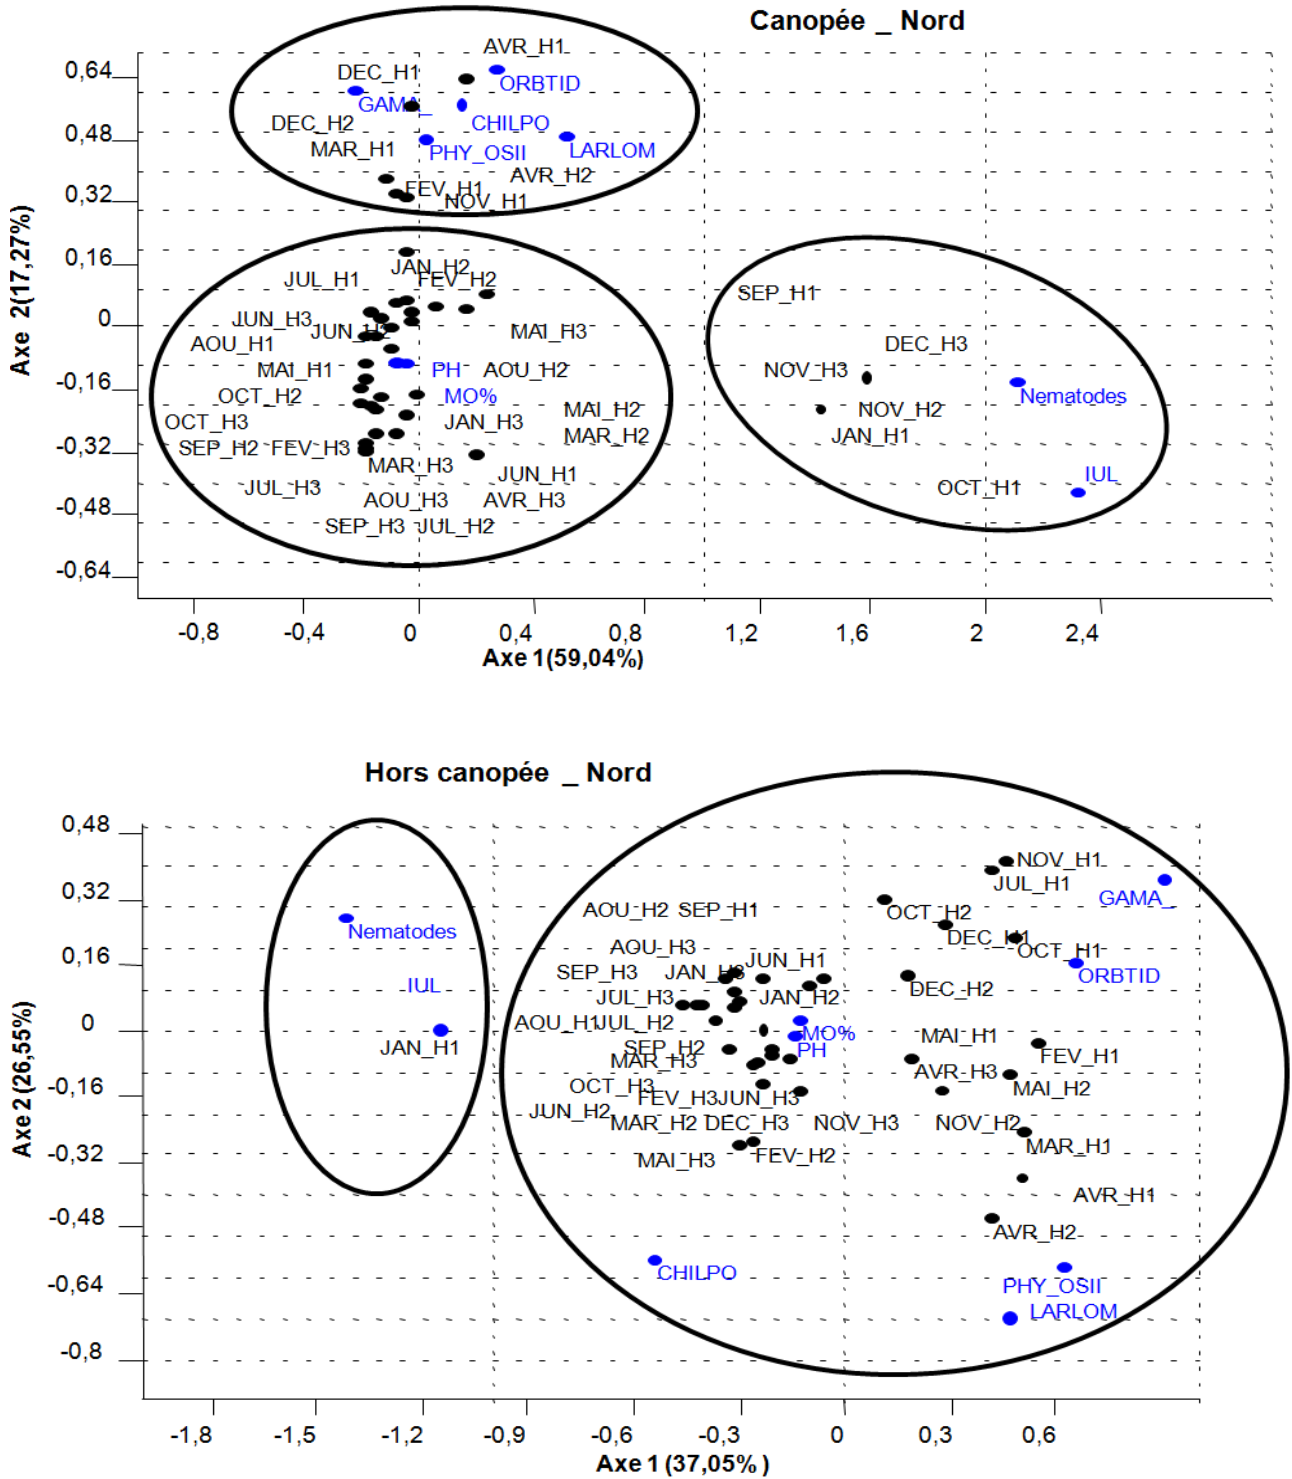 Canopée _ Nord
AVR_H1
0,64
DEC_H1
ORBTID
GAMA_
DEC_H2
CHILPO
0,48
MAR_H1
PHY_OSII
LARLOM
AVR_H2
FEV_H1
0,32
NOV_H1
0,16
JAN_H2
JUL_H1
FEV_H2
SEP_H1
0
JUN_H3
JUN_H2
MAI_H3
AOU_H1
DEC_H3
MAI_H1
PH
AOU_H2
NOV_H3
-0,16
OCT_H2
MO%
Nematodes
MAI_H2
NOV_H2
OCT_H3
JAN_H3
MAR_H2
JAN_H1
-0,32
SEP_H2
FEV_H3
MAR_H3
JUN_H1
IUL
JUL_H3
OCT_H1
AOU_H3
AVR_H3
-0,48
SEP_H3
JUL_H2
-0,64
Axe 2(17,27%)
-0,8 -0,4 0 0,4 0,8 1,2 1,6 2 2,4
Axe 1(59,04%)
Hors canopée _ Nord
0,48
NOV_H1
JUL_H1
0,32
GAMA_
AOU_H2 SEP_H1
OCT_H2
Nematodes
DEC_H1
AOU_H3
OCT_H1
0,16
JUN_H1
SEP_H3
JAN_H3
ORBTID
IUL
JUL_H3
JAN_H2
DEC_H2
0
AOU_H1
JUL_H2
MO%
MAI_H1
JAN_H1
SEP_H2
PH
FEV_H1
MAR_H3
AVR_H3
-0,16
OCT_H3
FEV_H3
JUN_H3
MAI_H2
JUN_H2
MAR_H2
DEC_H3
NOV_H3
NOV_H2
MAR_H1
-0,32
MAI_H3
FEV_H2
AVR_H1
-0,48
AVR_H2
CHILPO
-0,64
PHY_OSII
LARLOM
-0,8
Axe 2 (26,55%)
-1,8 -1,5 -1,2 -0,9 -0,6 -0,3 0 0,3 0,6
Axe 1 (37,05% )